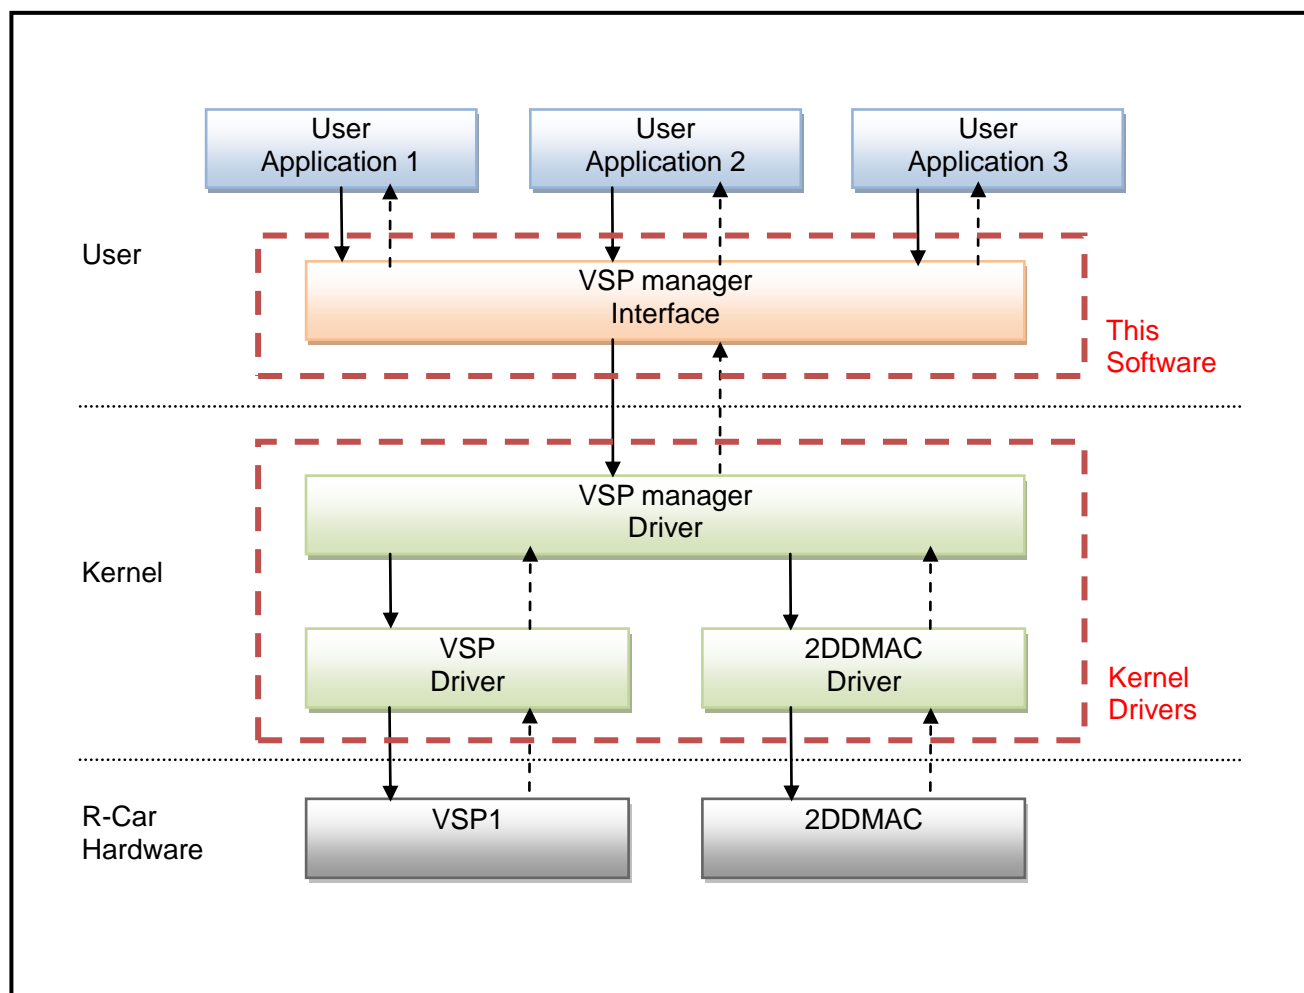 User
Application 1
User
Application 2
User
Application 3
User
VSP manager
Interface
This
Software
VSP manager
Driver
Kernel
VSP
Driver
2DDMAC
Driver
Kernel
Drivers
R-Car
Hardware
VSP1
2DDMAC